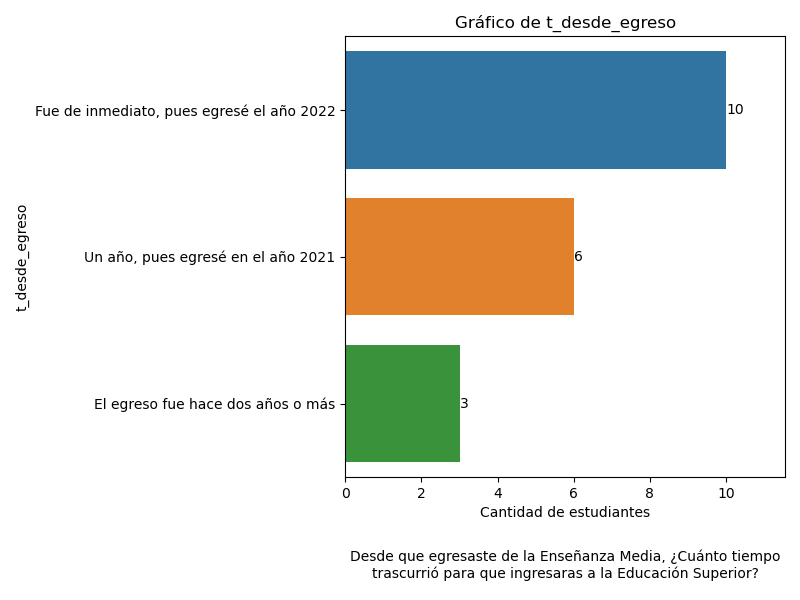 Gráfico de t_desde_egreso
Fue de inmediato, pues egresé el año 2022
10
Un año, pues egresé en el año 2021
6
El egreso fue hace dos años o más
3
t_desde_egreso
0 2 4 6 8 10
Cantidad de estudiantes
Desde que egresaste de la Enseñanza Media, ¿Cuánto tiempo
trascurrió para que ingresaras a la Educación Superior?